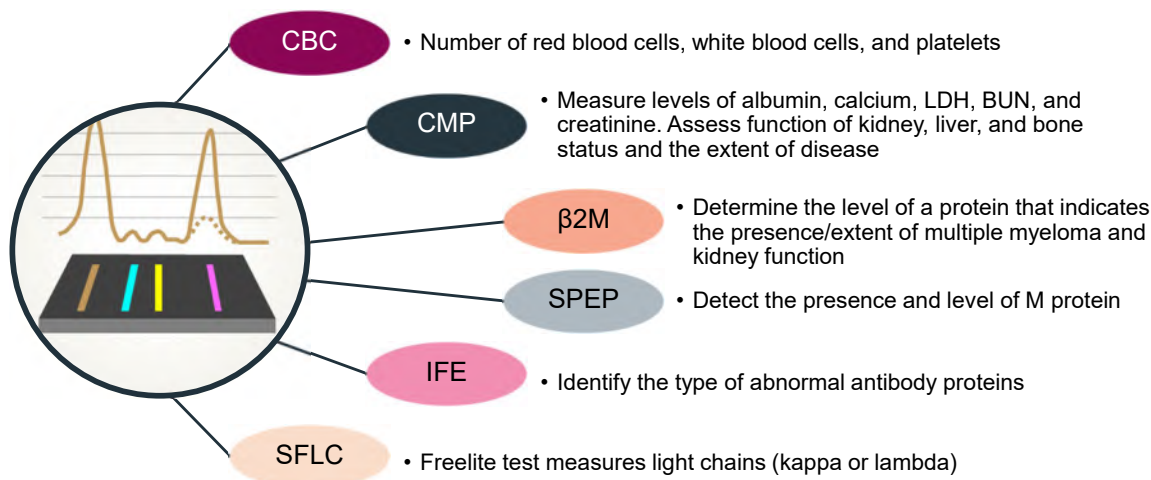 CBC
• Number of red blood cells, white blood cells, and platelets
CMP
• Measure levels of albumin, calcium, LDH, BUN, and
creatinine. Assess function of kidney, liver, and bone
status and the extent of disease
β2M
• Determine the level of a protein that indicates
the presence/extent of multiple myeloma and
kidney function
SPEP
• Detect the presence and level of M protein
IFE
• Identify the type of abnormal antibody proteins
SFLC
• Freelite test measures light chains (kappa or lambda)